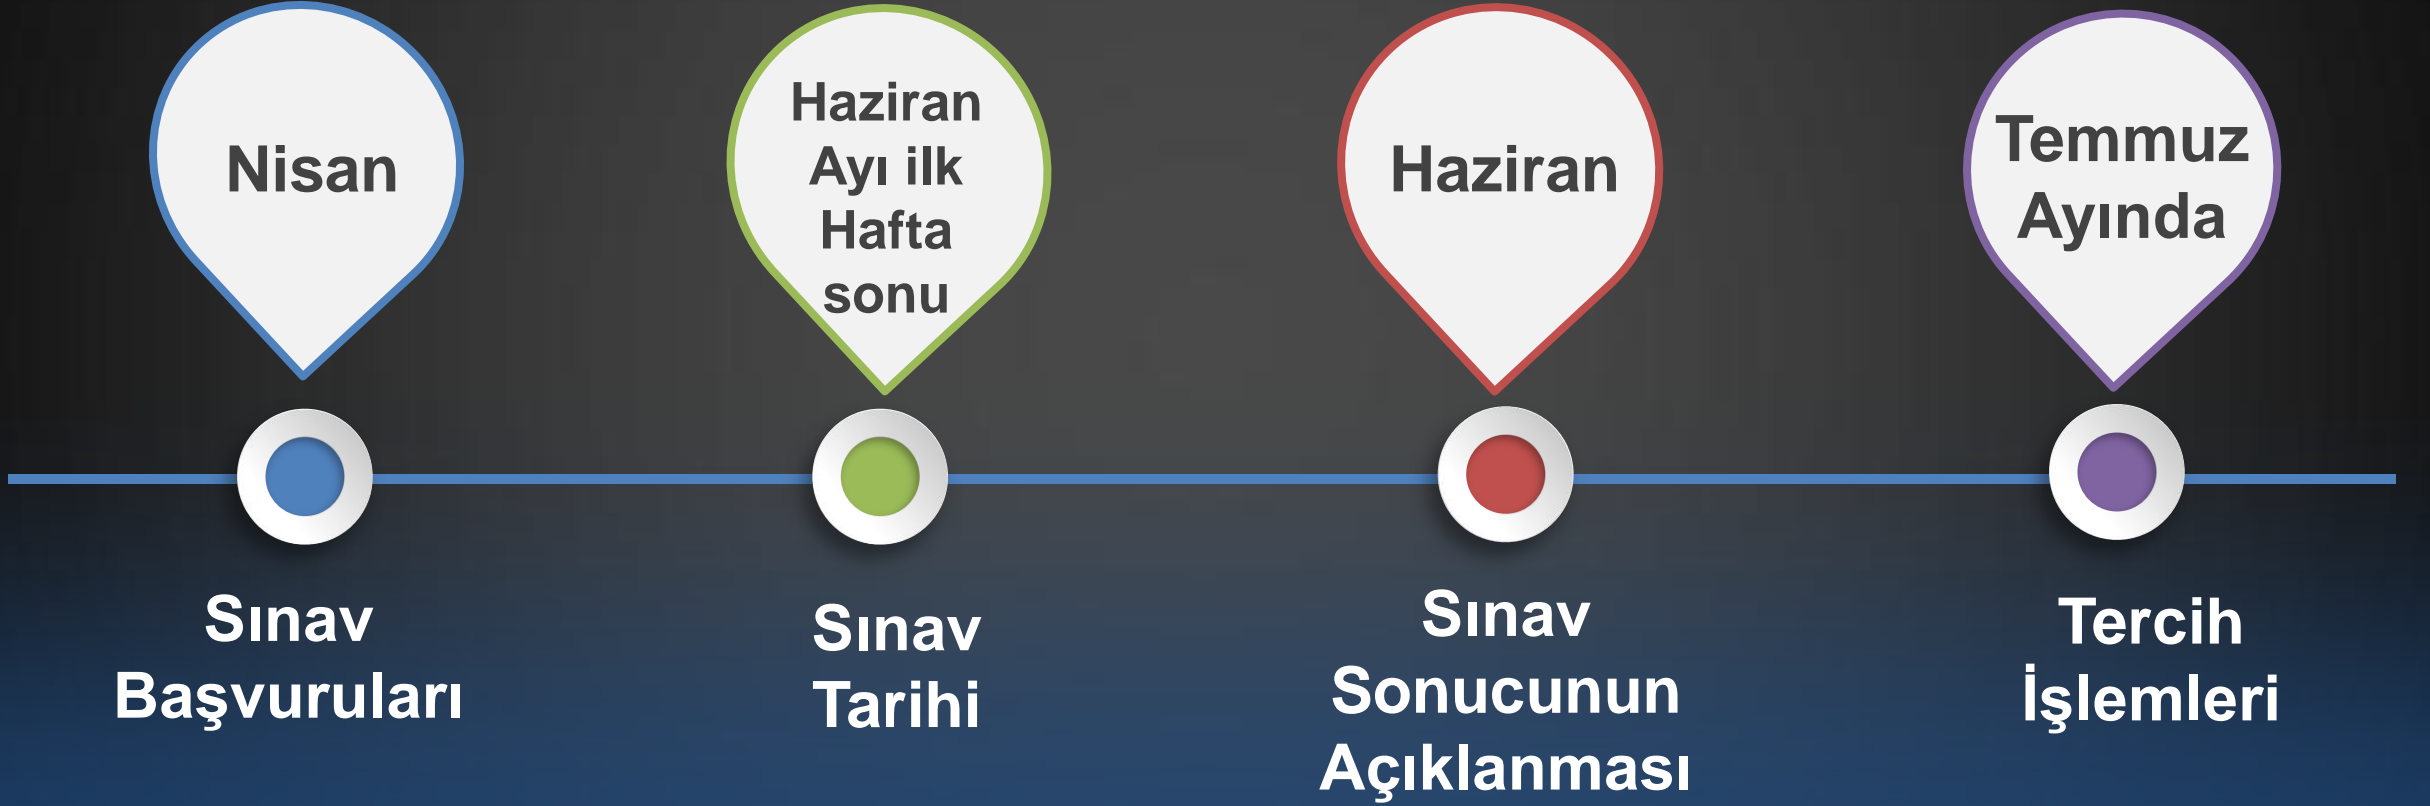 Nisan
Haziran
Ayı ilk
Hafta
sonu
Haziran
Temmuz
Ayında
Sınav
Başvuruları
Sınav
Tarihi
Sınav
Sonucunun
Açıklanması
Tercih
İşlemleri